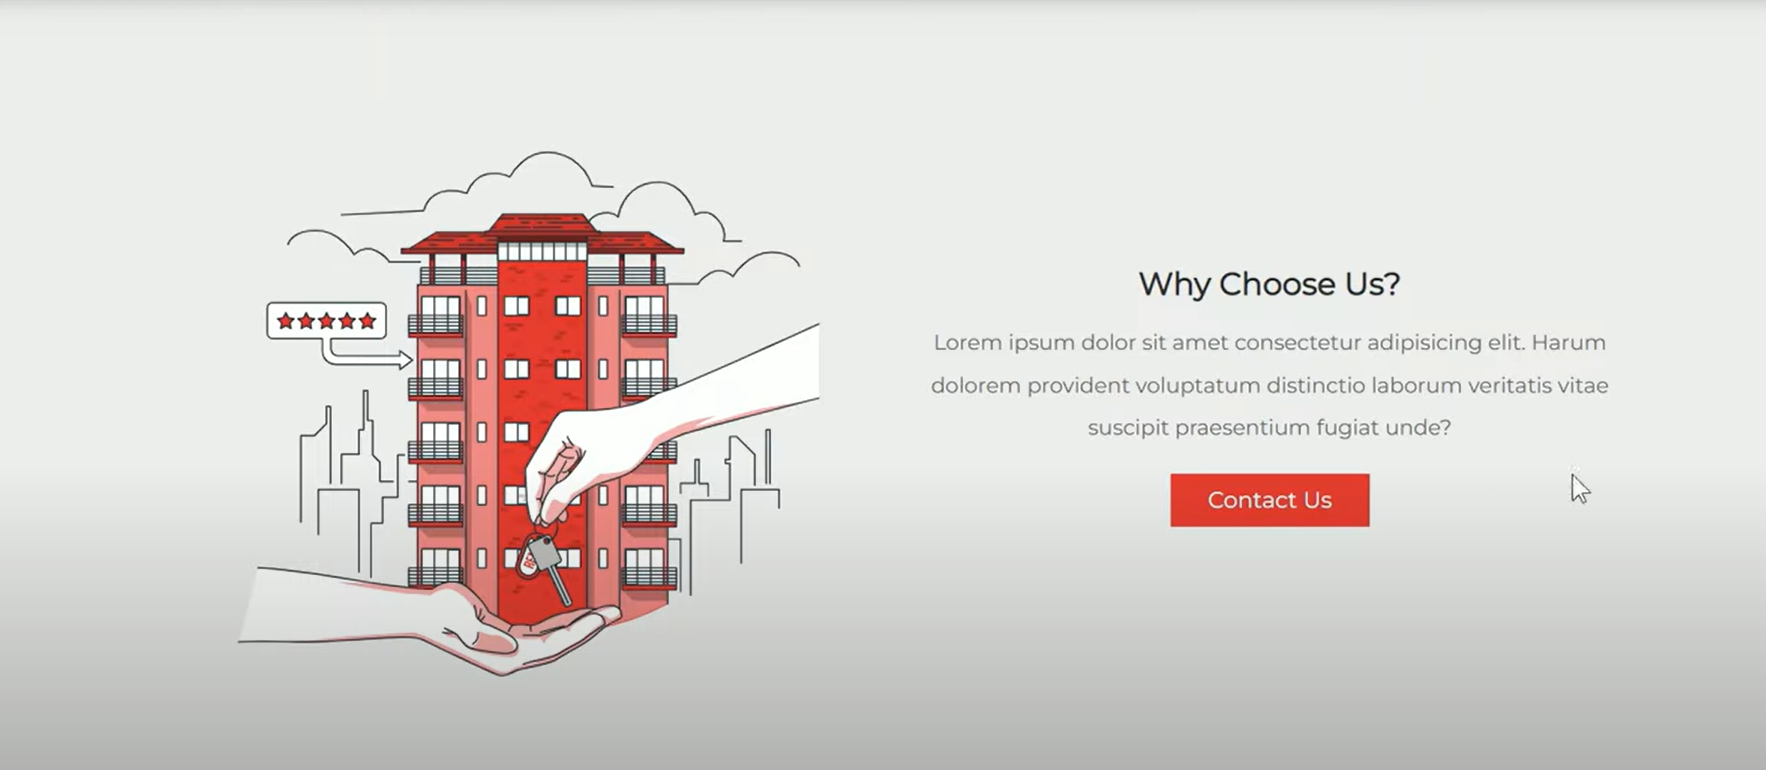 Why Choose Us?
Lorem ipsum dolor sit amet consectetur adipisicing elit. Harum
dolorem provident voluptatum distinctio laborum veritatis vitae
suscipit praesentium fugiat unde?
Contact Us